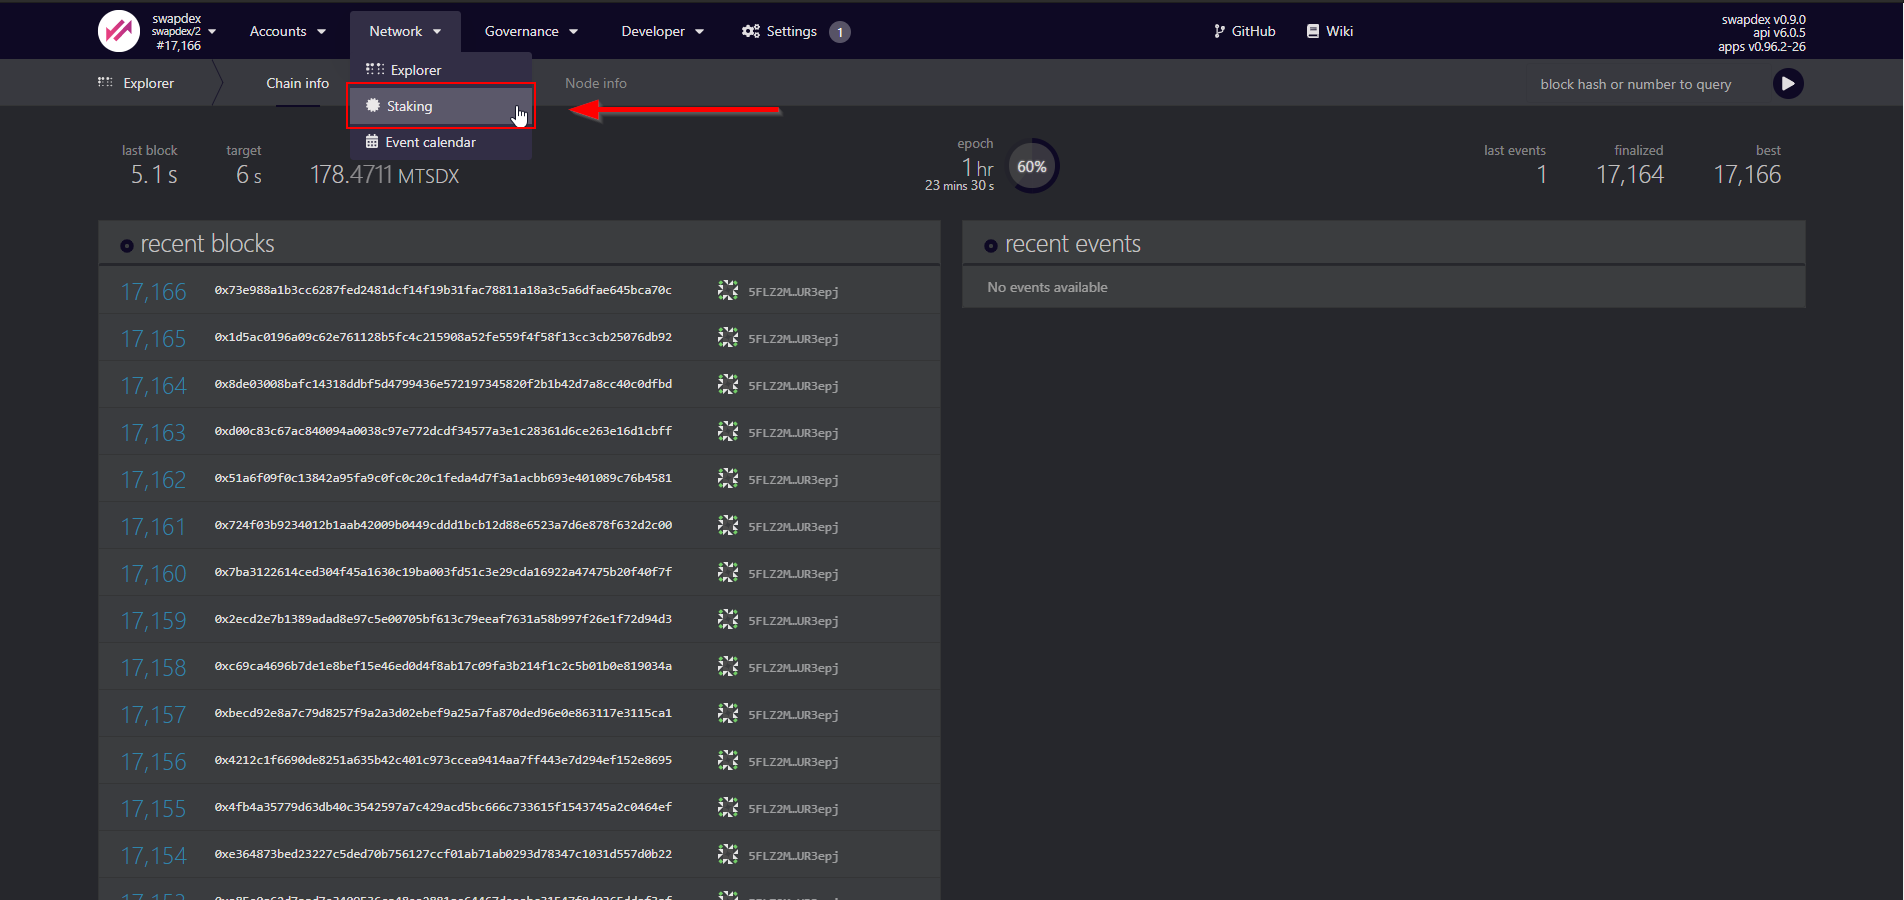 swapdex
swapdex/2
#17,166
Accounts
Network
Governance
Developer
Settings
1
GitHub
Wiki
swapdex v0.9.0
api v6.0.5
apps v0.96.2-26
Explorer
Chain info
Node info
block hash or number to query
Explorer
Staking
Event calendar
last block
5.1 s
target
6 s
178.4711 MTSDX
epoch
1 hr
23 mins 30 s
60%
last events
1
finalized
17,164
best
17,166
recent blocks
17,166 0x73e988a1b3cc6287fed2481dcf14f19b31fac78811a18a3c5a6dfae645bca70c 5FLZ2M…UR3epj
17,165 0x1d5ac0196a09c62e761128b5fc4c215908a52fe559f4f58f13cc3cb25076db92 5FLZ2M…UR3epj
17,164 0x8de03008bafc14318ddbf5d4799436e572197345820f2b1b42d7a8cc40c0dfbd 5FLZ2M…UR3epj
17,163 0xd00c83c67ac840094a0038c97e772dcdf34577a3e1c28361d6ce263e16d1cbff 5FLZ2M…UR3epj
17,162 0x51a6f09f0c13842a95fa9c0fc0c20c1feda4d7f3a1acbb693e401089c76b4581 5FLZ2M…UR3epj
17,161 0x724f03b9234012b1aab42009b0449cddd1bcb12d88e6523a7d6e878f632d2c00 5FLZ2M…UR3epj
17,160 0x7ba3122614ced304f45a1630c19ba003fd51c3e29cda16922a47475b20f40f7f 5FLZ2M…UR3epj
17,159 0x2ecd2e7b1389adad8e97c5e00705bf613c79eeaf7631a58b997f26e1f72d94d3 5FLZ2M…UR3epj
17,158 0xc69ca4696b7de1e8bef15e46ed0d4f8ab17c09fa3b214f1c2c5b01b0e819034a 5FLZ2M…UR3epj
17,157 0xbecd92e8a7c79d8257f9a2a3d02ebef9a25a7fa870ded96e0e863117e3115ca1 5FLZ2M…UR3epj
17,156 0x4212c1f6690de8251a635b42c401c973ccea9414aa7ff443e7d294ef152e8695 5FLZ2M…UR3epj
17,155 0x4fb4a35779d63db40c3542597a7c429acd5bc666c733615f1543745a2c0464ef 5FLZ2M…UR3epj
17,154 0xe364873bed23227c5ded70b756127ccf01ab71ab0293d78347c1031d557d0b22 5FLZ2M…UR3epj
recent events
No events available